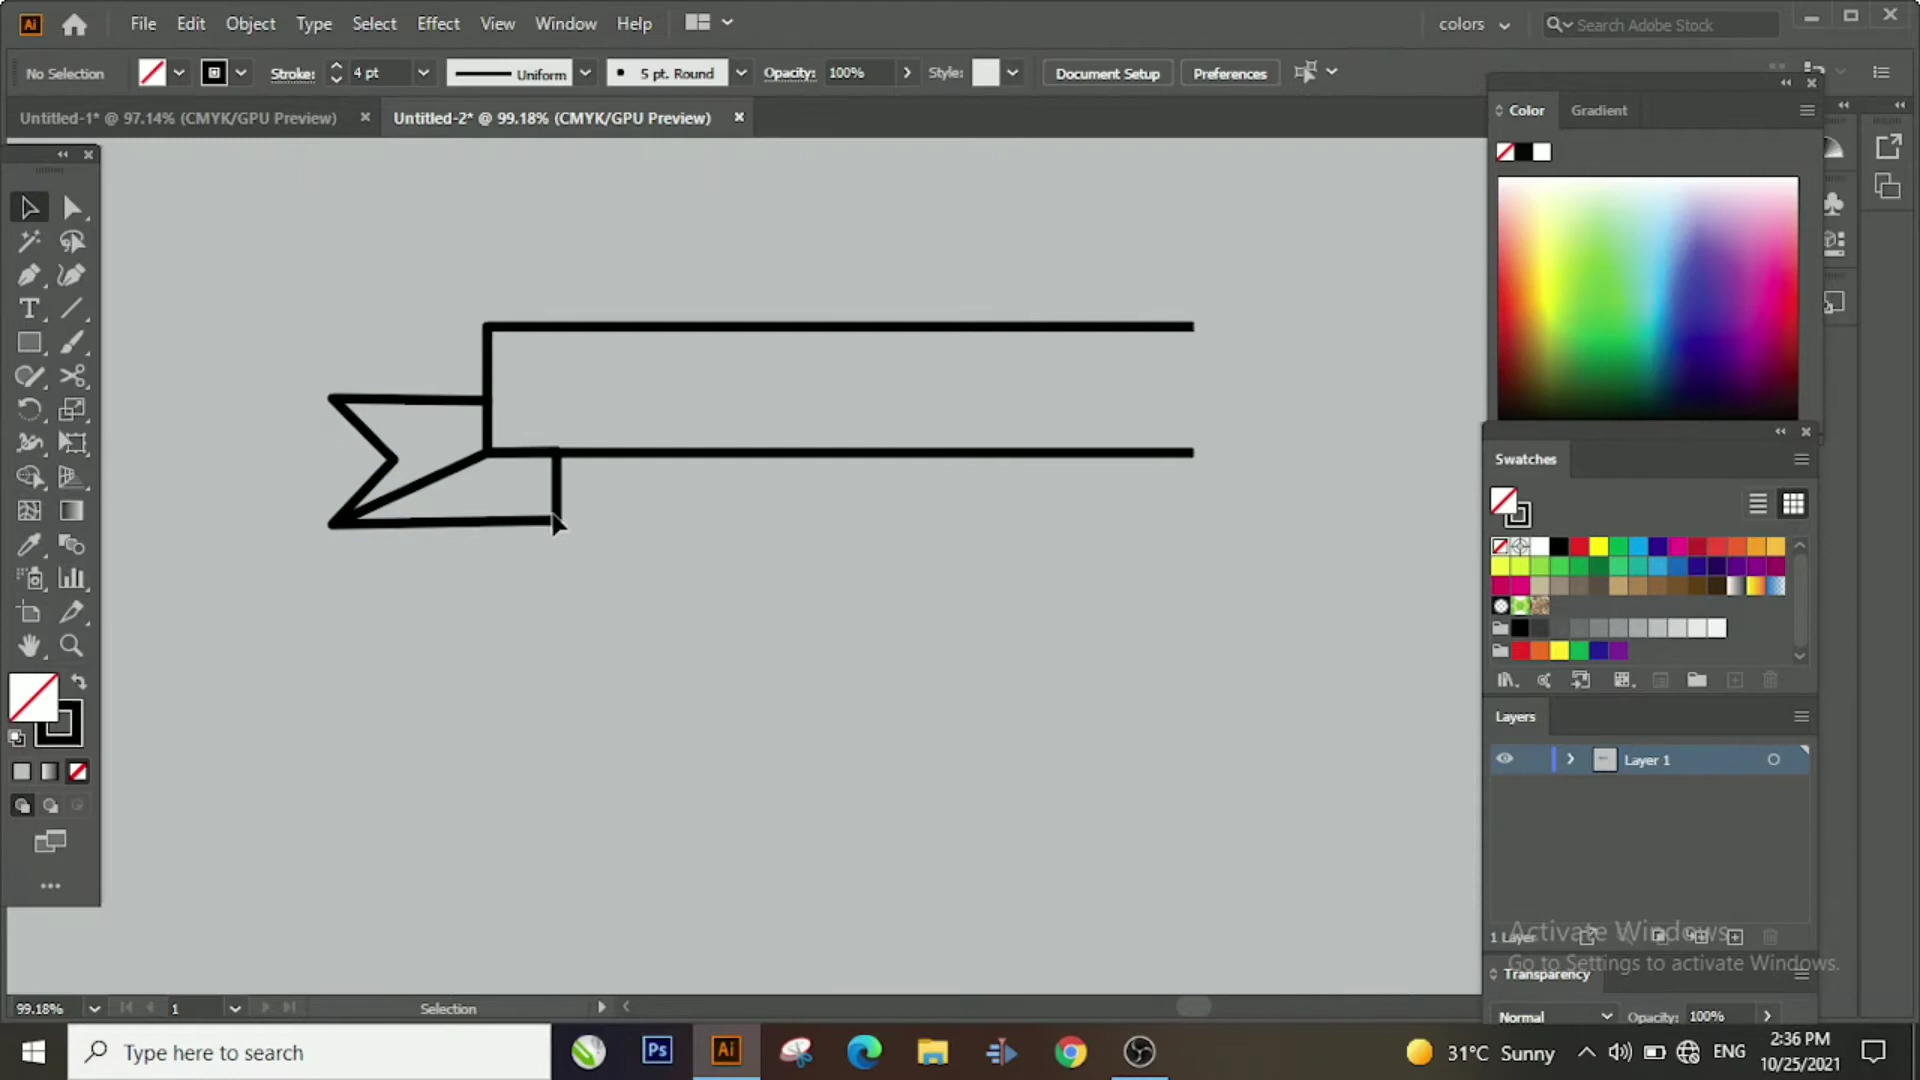 Ai File Edit Object Type Select Effect View Window Help colors Search Adobe Stock
No Selection Stroke: 4 pt Uniform 5 pt. Round Opacity: 100% Style: Document Setup Preferences
Untitled-1* @ 97.14% (CMYK/GPU Preview) Untitled-2* @ 99.18% (CMYK/GPU Preview)
Color Gradient
Swatches
Layers
Layer 1
1 Layer
Activate Windows
Go to Settings to activate Windows.
Transparency
Normal Opacity: 100%
99.18% 1 Selection
Type here to search Ps Ai 31°C Sunny ENG 2:36 PM
10/25/2021